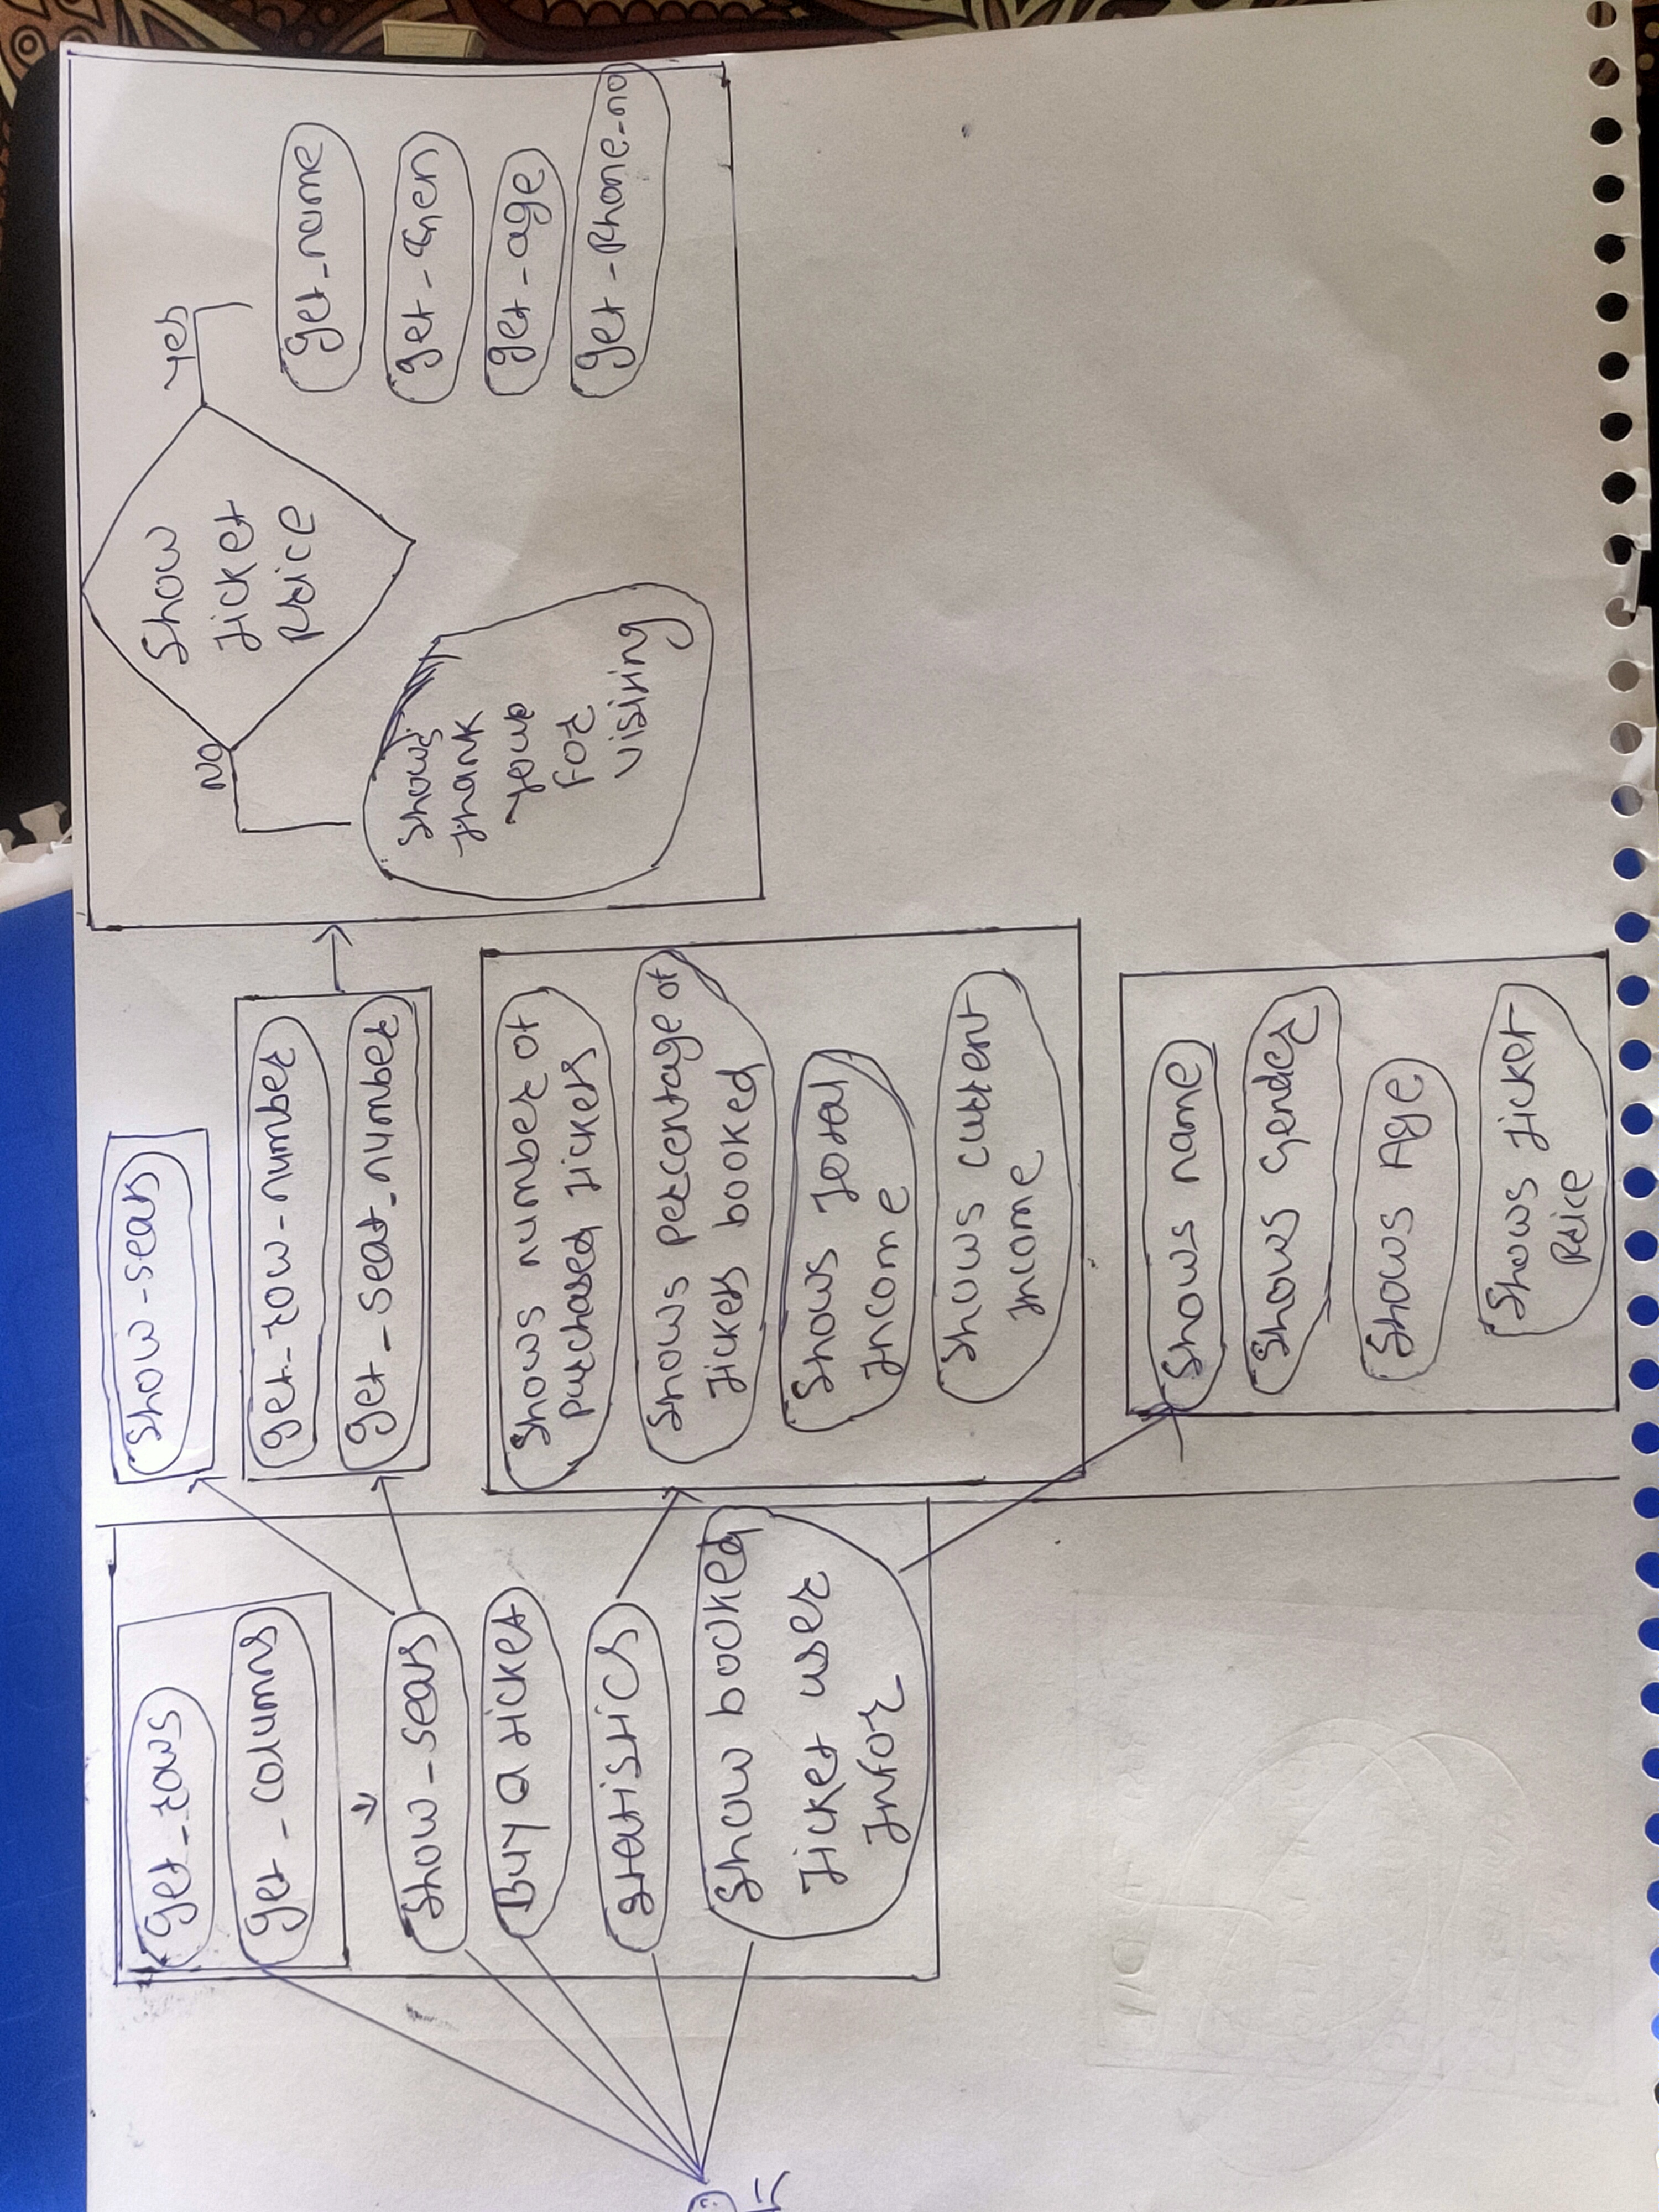 get_rows
get_columns
show_seats
Buy a ticket
statistics
Show booked
ticket user
Infor
show_seats
get_row_number
get_seat_number
Shows number of
purchased tickets
Shows percentage of
tickets booked
Shows total
Income
Shows current
Income
Shows name
Shows Gender
Shows Age
Shows ticket
Price
Show
ticket
Price
No
Yes
Shows
thank
for
visiting
get_name
get_Gen
get_age
get_Phone_no